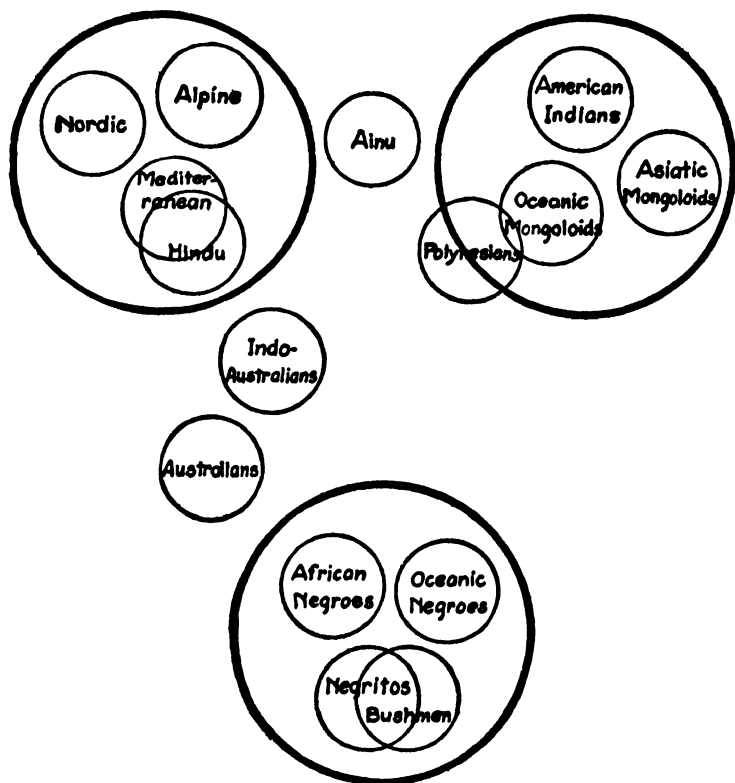 Nordic
Alpine
Mediter-
ranean
Hindu
Ainu
American
Indians
Asiatic
Mongoloids
Oceanic
Mongoloids
Polynesians
Indo-
Australians
Australians
African
Negroes
Oceanic
Negroes
Negritos
Bushmen